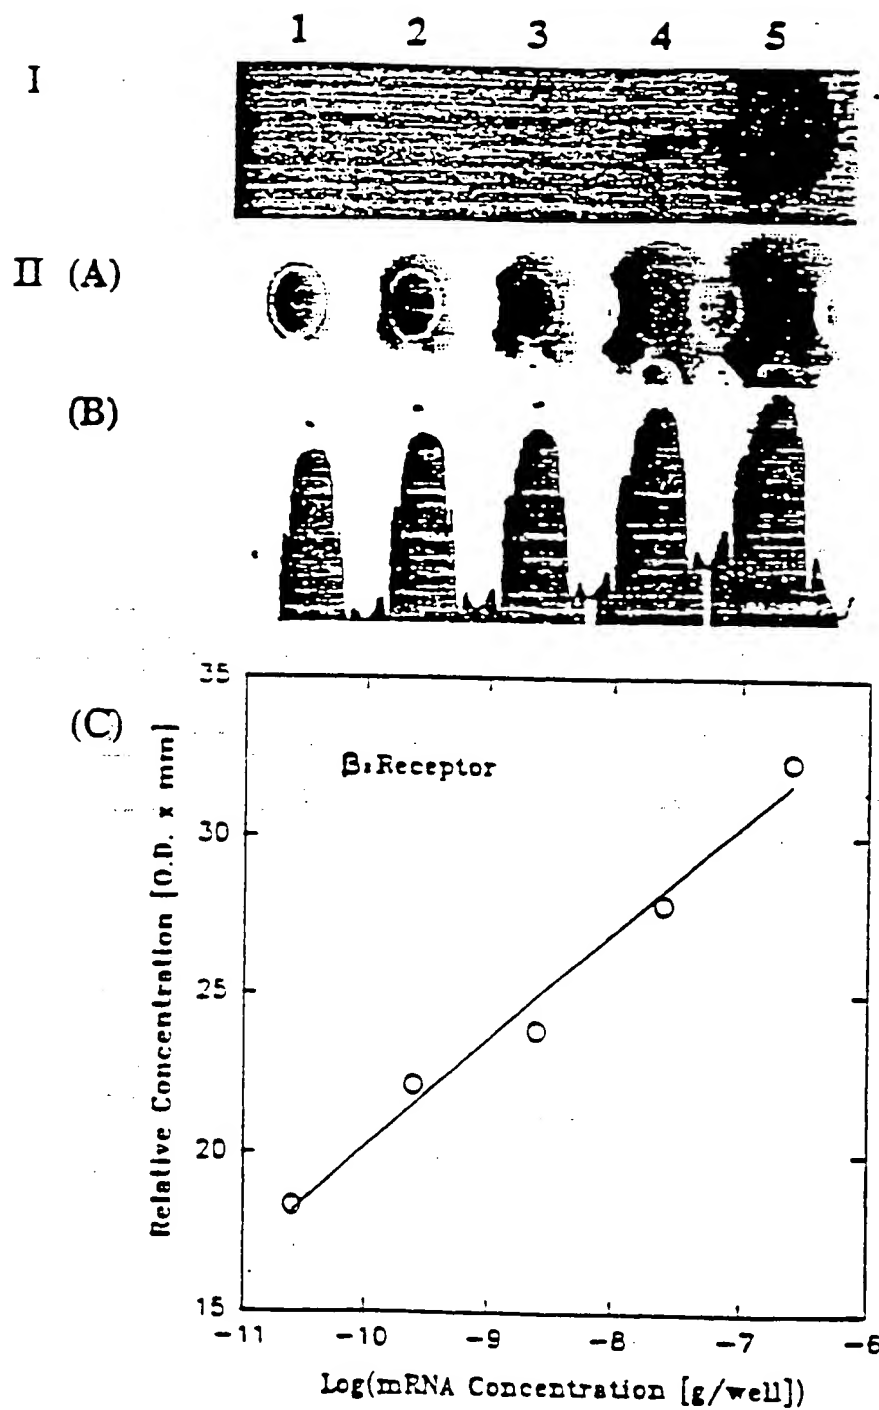 1 2 3 4 5
I
II (A)
(B)
(C)
35
30
25
20
15
Relative Concentration [O.D. x mm]
β₂Receptor
-11 -10 -9 -8 -7 -6
Log(mRNA Concentration [g/well])